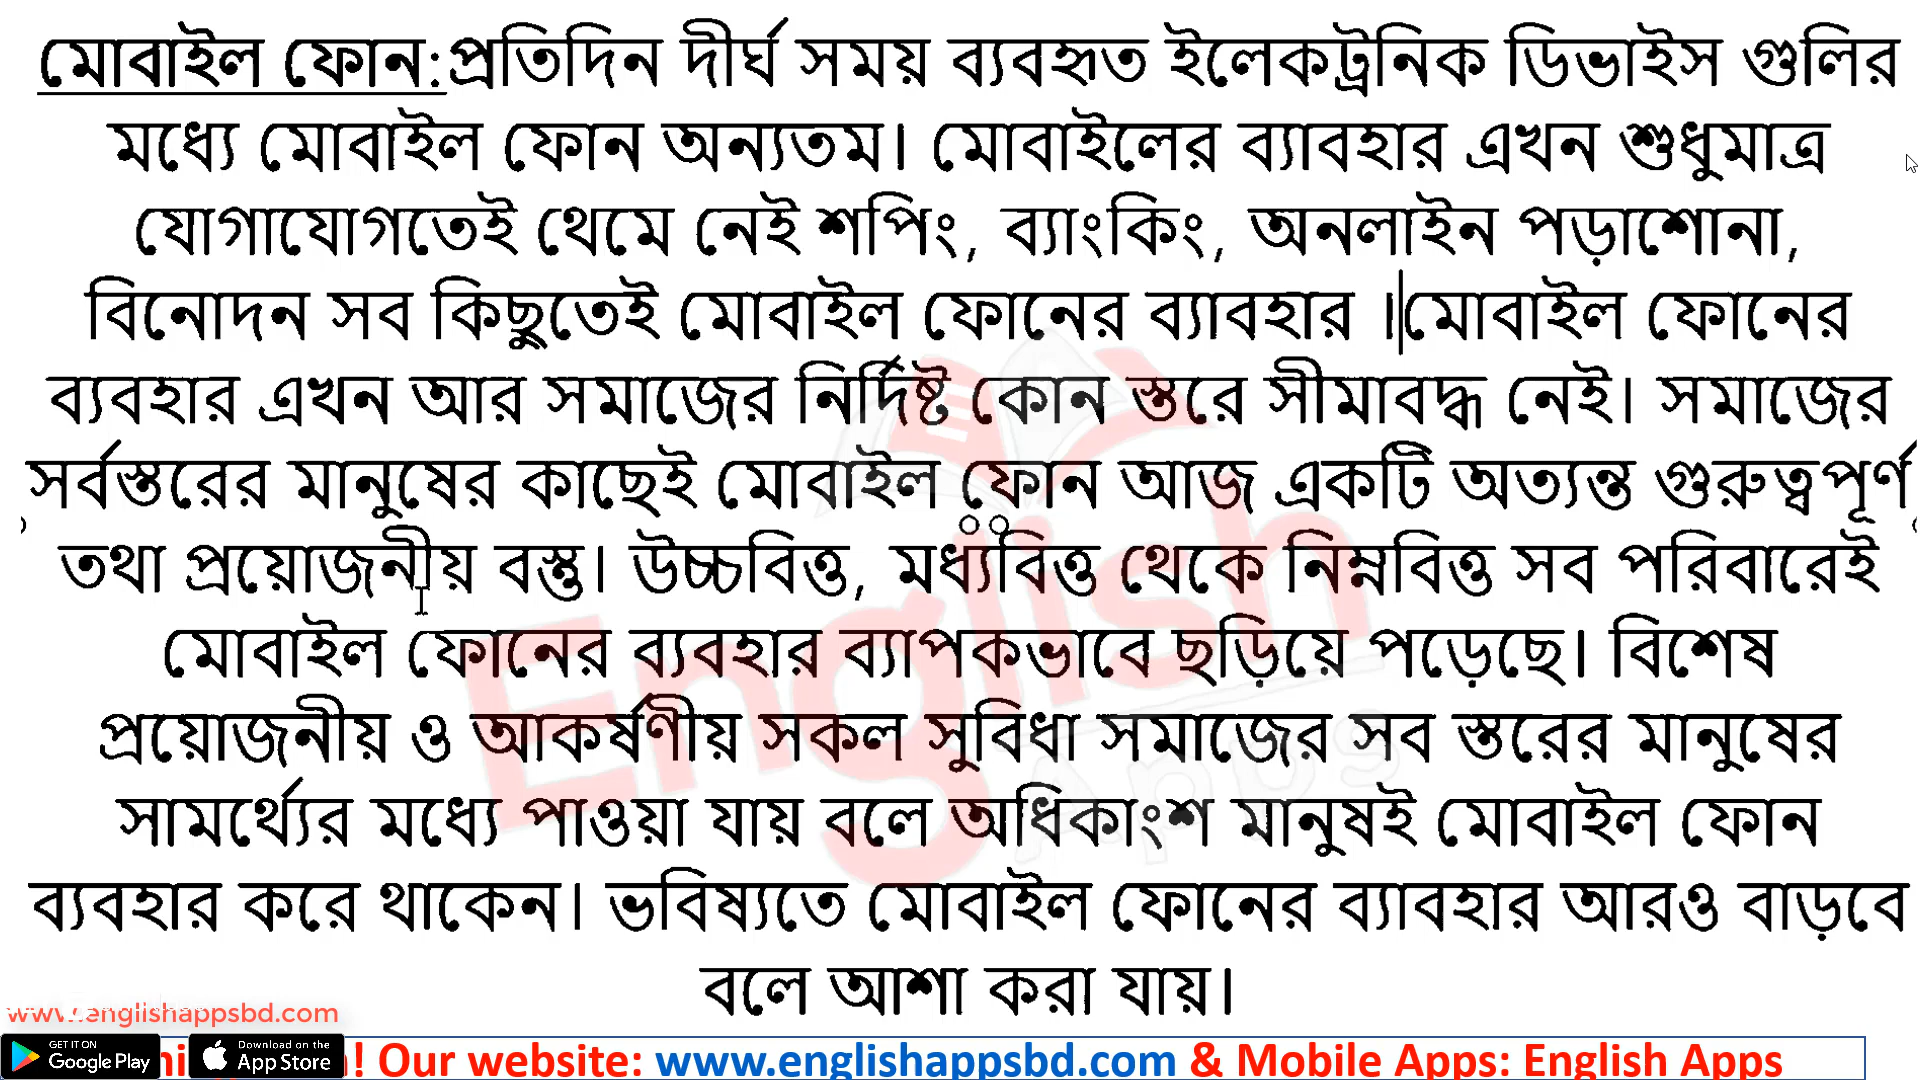 মোবাইল ফোন:প্রতিদিন দীর্ঘ সময় ব্যবহৃত ইলেকট্রনিক ডিভাইস গুলির
মধ্যে মোবাইল ফোন অন্যতম। মোবাইলের ব্যাবহার এখন শুধুমাত্র
যোগাযোগতেই থেমে নেই শপিং, ব্যাংকিং, অনলাইন পড়াশোনা,
বিনোদন সব কিছুতেই মোবাইল ফোনের ব্যাবহার ।মোবাইল ফোনের
ব্যবহার এখন আর সমাজের নির্দিষ্ট কোন স্তরে সীমাবদ্ধ নেই। সমাজের
সর্বস্তরের মানুষের কাছেই মোবাইল ফোন আজ একটি অত্যন্ত গুরুত্বপূর্ণ
তথা প্রয়োজনীয় বস্তু। উচ্চবিত্ত, মধ্যবিত্ত থেকে নিম্নবিত্ত সব পরিবারেই
মোবাইল ফোনের ব্যবহার ব্যাপকভাবে ছড়িয়ে পড়েছে। বিশেষ
প্রয়োজনীয় ও আকর্ষণীয় সকল সুবিধা সমাজের সব স্তরের মানুষের
সামর্থ্যের মধ্যে পাওয়া যায় বলে অধিকাংশ মানুষই মোবাইল ফোন
ব্যবহার করে থাকেন। ভবিষ্যতে মোবাইল ফোনের ব্যাবহার আরও বাড়বে
বলে আশা করা যায়।
English
Apps
www.englishappsbd.com
GET IT ON
Google Play
Download on the
App Store
! Our website: www.englishappsbd.com & Mobile Apps: English Apps